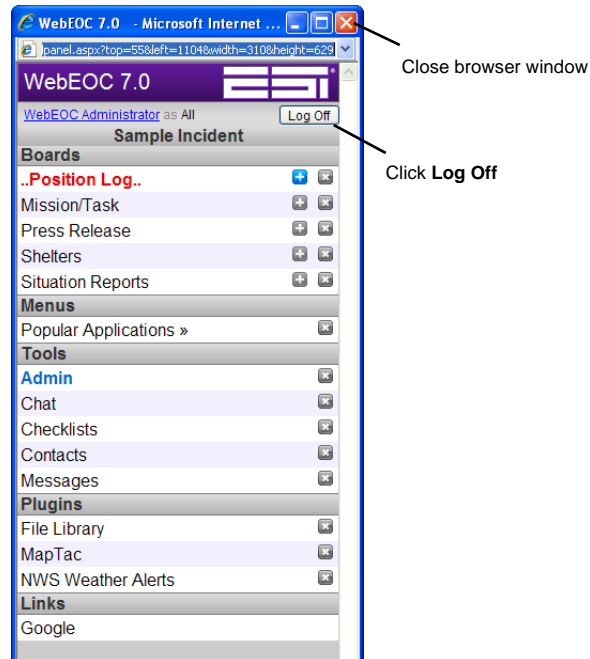 WebEOC 7.0 - Microsoft Internet ...
panel.aspx?top=55&left=1104&width=310&height=629
Close browser window
WebEOC 7.0
ESi
WebEOC Administrator as All
Log Off
Sample Incident
Click Log Off
Boards
..Position Log..
Mission/Task
Press Release
Shelters
Situation Reports
Menus
Popular Applications »
Tools
Admin
Chat
Checklists
Contacts
Messages
Plugins
File Library
MapTac
NWS Weather Alerts
Links
Google